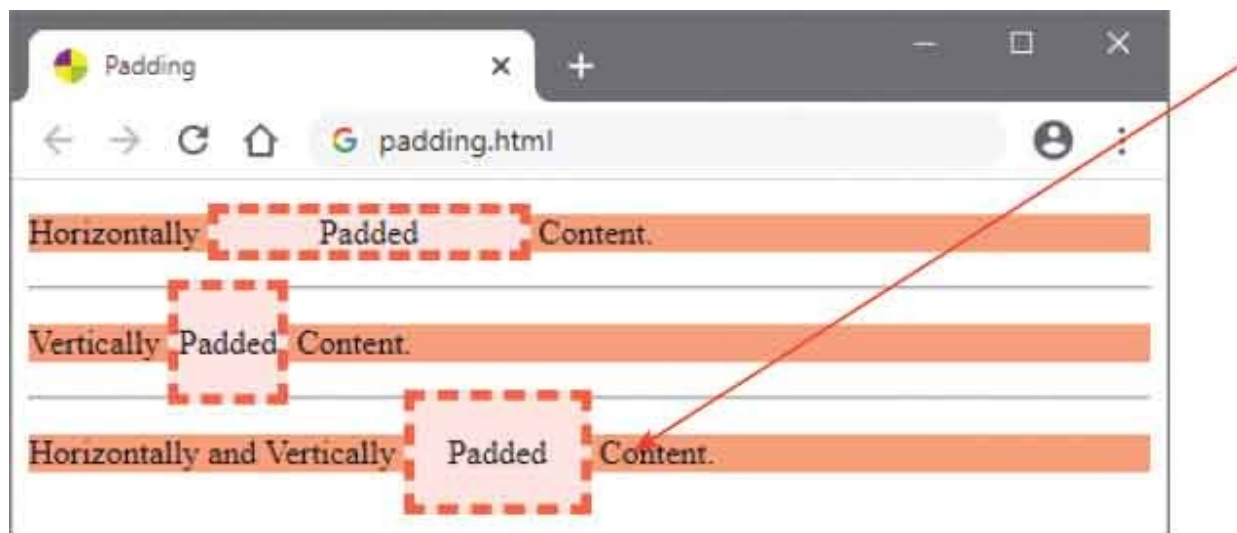 Padding
padding.html
Horizontally Padded Content.
Vertically Padded Content.
Horizontally and Vertically Padded Content.